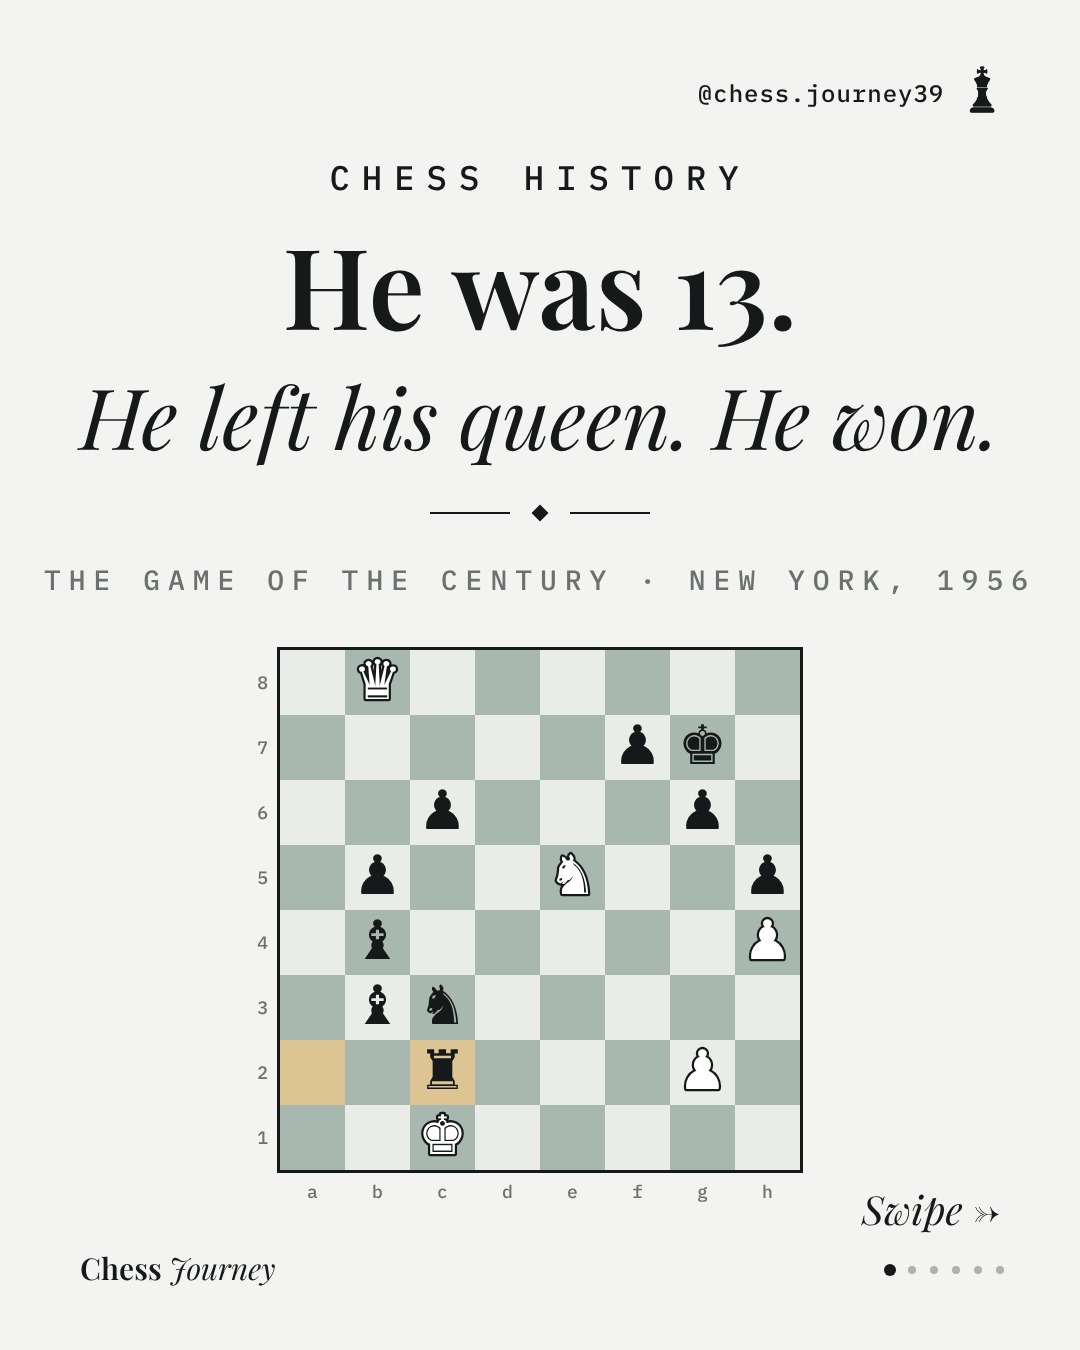 @chess.journey39
CHESS HISTORY
He was 13.
He left his queen. He won.
THE GAME OF THE CENTURY · NEW YORK, 1956
8
7
6
5
4
3
2
1
a b c d e f g h
Swipe ➳
Chess Journey